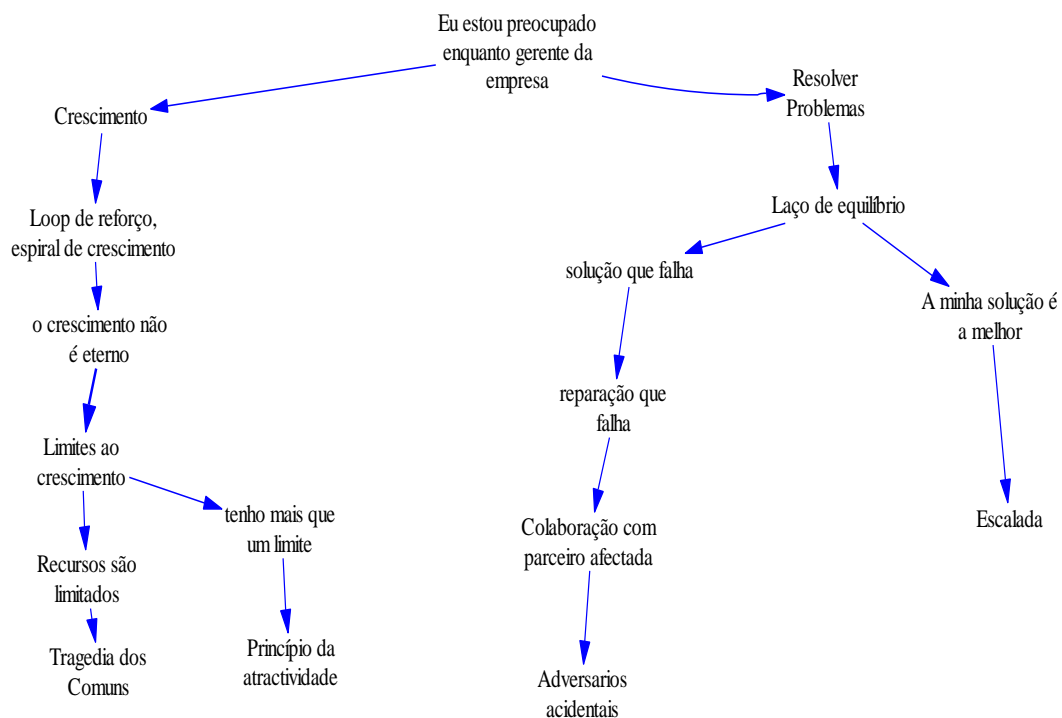 Eu estou preocupado
enquanto gerente da
empresa
Crescimento
Loop de reforço,
espiral de crescimento
o crescimento não
é eterno
Limites ao
crescimento
Recursos são
limitados
Tragedia dos
Comuns
tenho mais que
um limite
Princípio da
atractividade
Resolver
Problemas
Laço de equilíbrio
solução que falha
reparação que
falha
Colaboração com
parceiro afectada
Adversarios
acidentais
A minha solução é
a melhor
Escalada